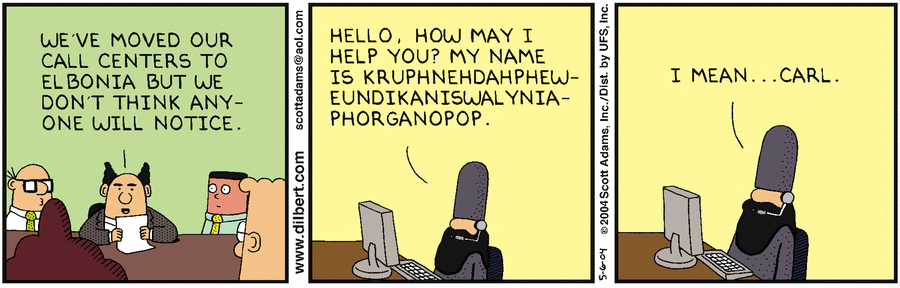 WE'VE MOVED OUR
CALL CENTERS TO
ELBONIA BUT WE
DON'T THINK ANY-
ONE WILL NOTICE.
www.dilbert.com
scottadams@aol.com
HELLO, HOW MAY I
HELP YOU? MY NAME
IS KRUPHNEHDAHPHEW-
EUNDIKANISWALYNIA-
PHORGANOPOP.
5-6-04 © 2004 Scott Adams, Inc./Dist. by UFS, Inc.
I MEAN...CARL.